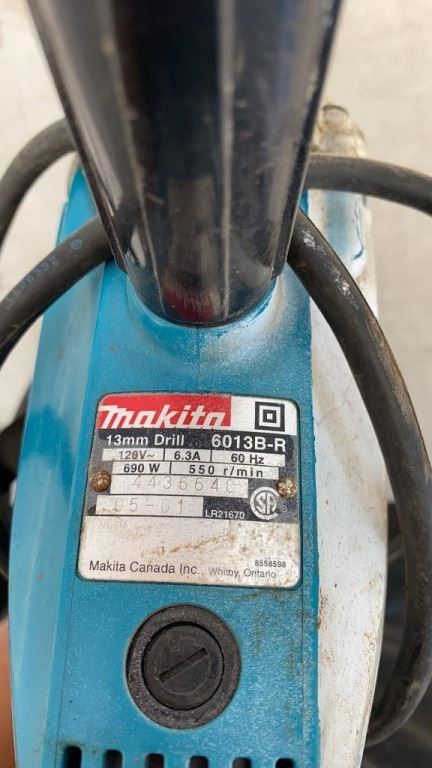 makita
13mm Drill 6013B-R
120V~ 6.3A 60 Hz
690 W 550 r/min
05-01 LR21670
Makita Canada Inc. Whitby, Ontario 8558598